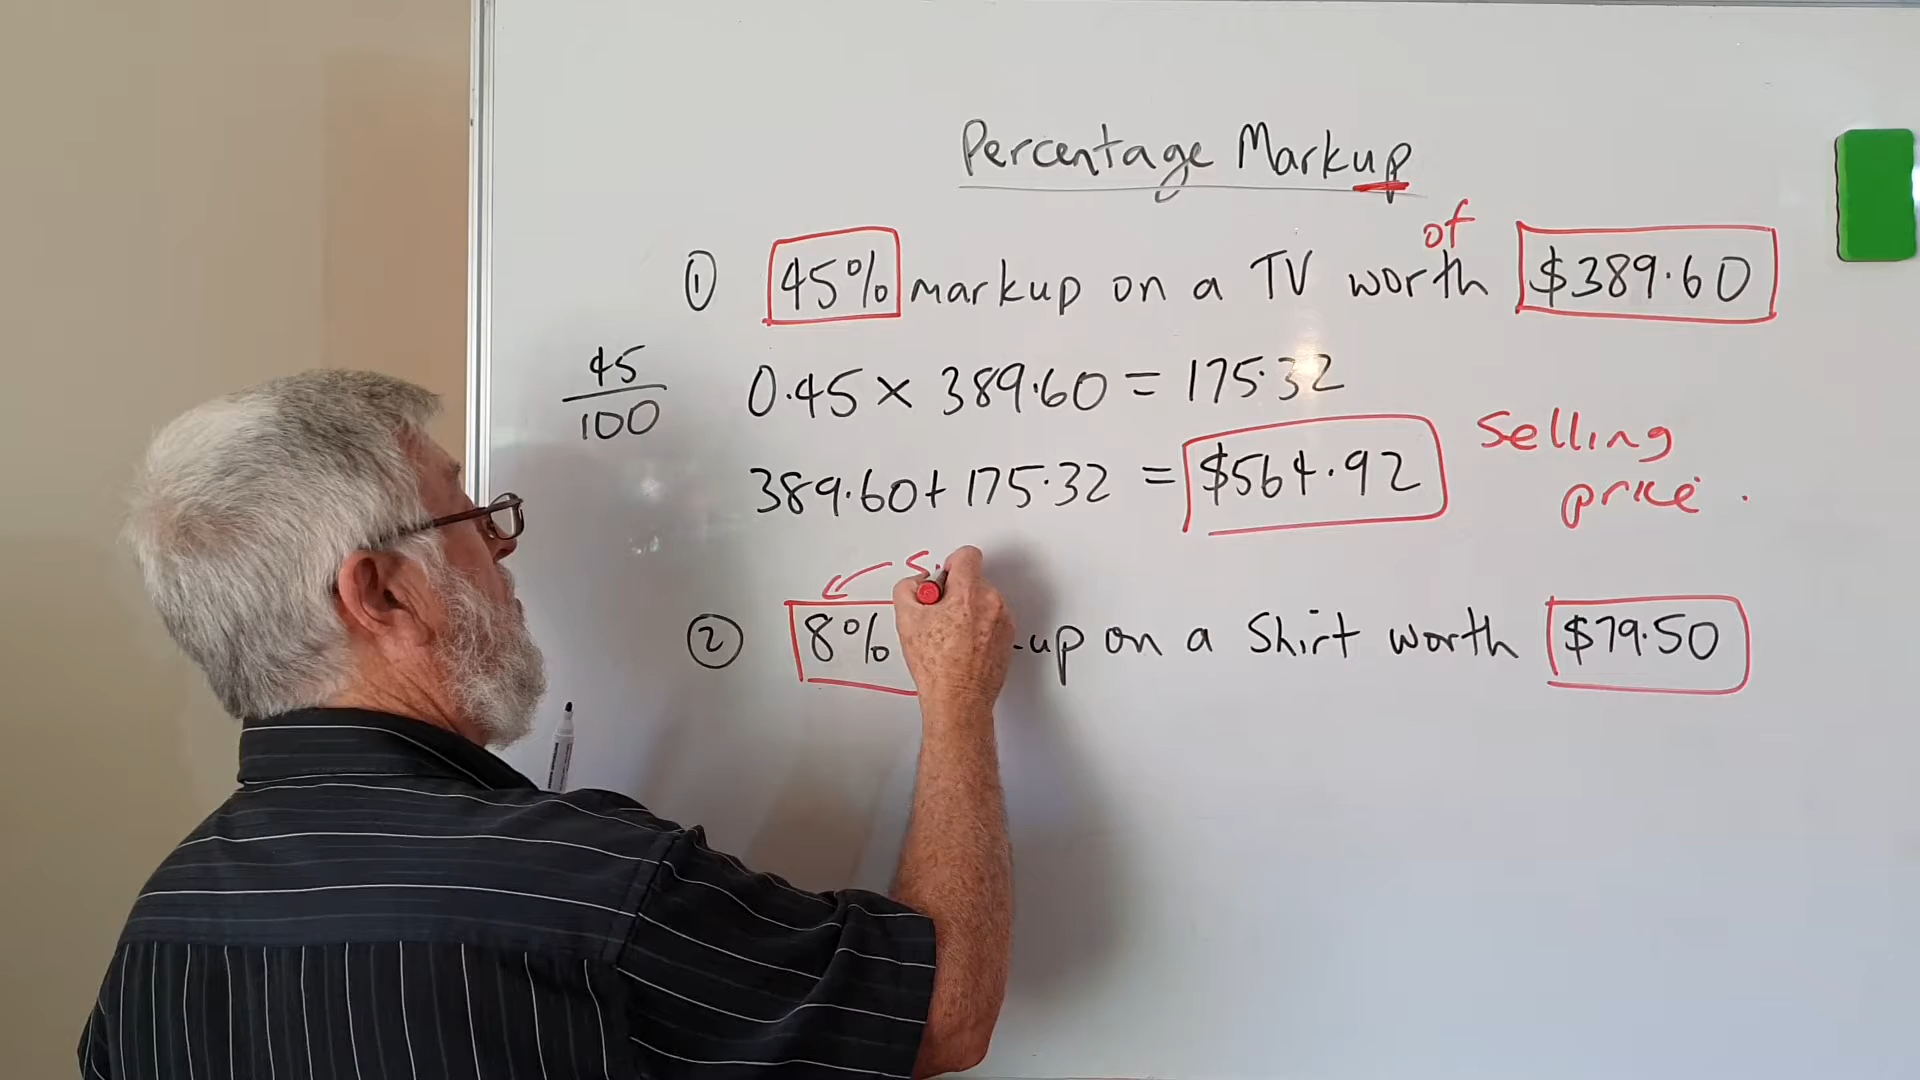 Percentage Markup
of
① 45% markup on a TV worth $389.60
45
100
0.45 × 389.60 = 175.32
389.60 + 175.32 = $564.92
Selling
price.
② 8% up on a Shirt worth $79.50